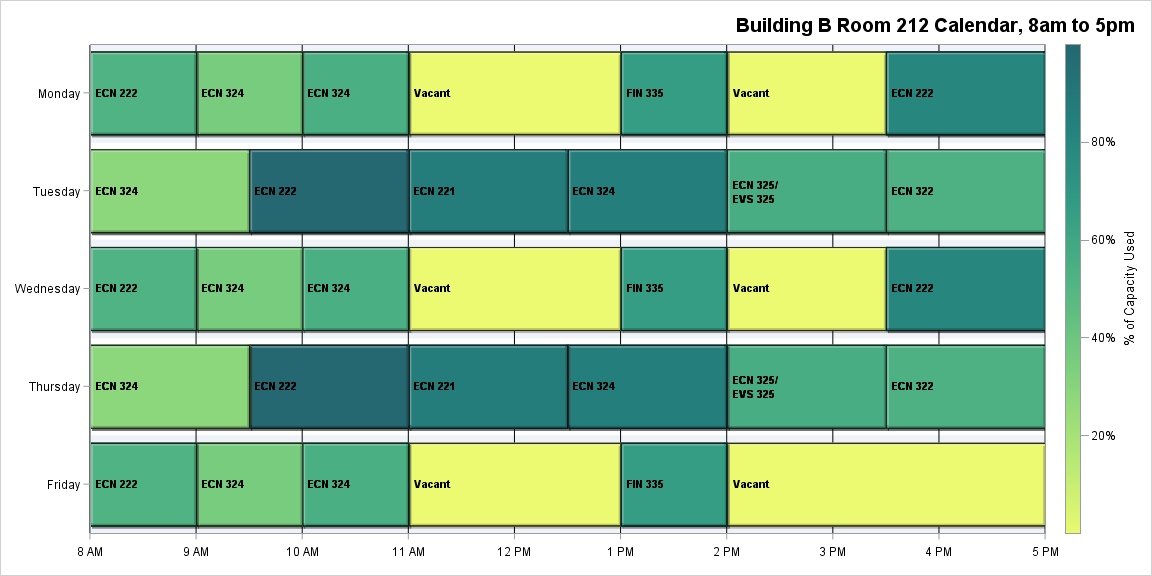 Building B Room 212 Calendar, 8am to 5pm
Monday
ECN 222
ECN 324
ECN 324
Vacant
FIN 335
Vacant
ECN 222
Tuesday
ECN 324
ECN 222
ECN 221
ECN 324
ECN 325/
EVS 325
ECN 322
Wednesday
ECN 222
ECN 324
ECN 324
Vacant
FIN 335
Vacant
ECN 222
Thursday
ECN 324
ECN 222
ECN 221
ECN 324
ECN 325/
EVS 325
ECN 322
Friday
ECN 222
ECN 324
ECN 324
Vacant
FIN 335
Vacant
8 AM
9 AM
10 AM
11 AM
12 PM
1 PM
2 PM
3 PM
4 PM
5 PM
80%
60%
40%
20%
% of Capacity Used